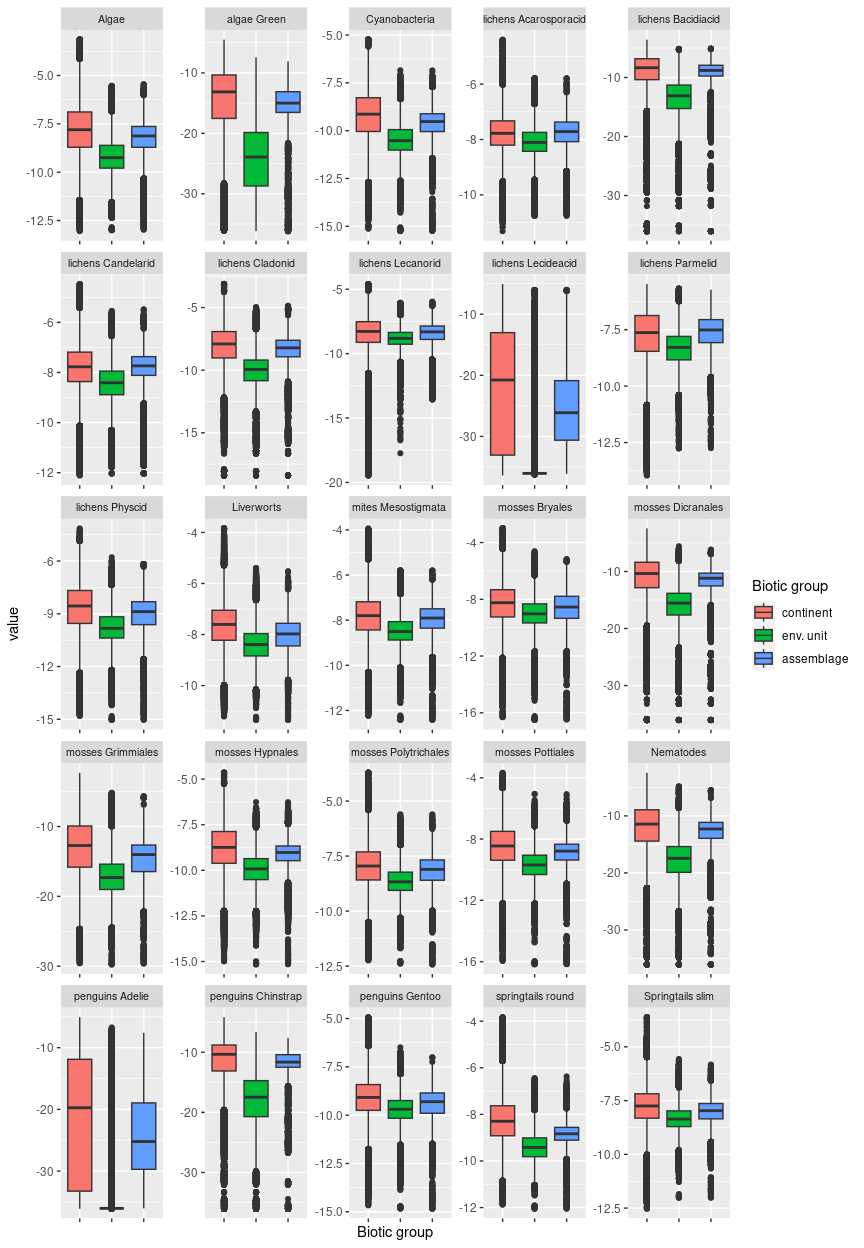 Algae
algae Green
Cyanobacteria
lichens Acarosporacid
lichens Bacidiacid
-5.0
-7.5
-10.0
-12.5
-10
-20
-30
-5.0
-10.0
-15.0
-6
-8
-10
-10
-20
-30
lichens Candelarid
lichens Cladonid
lichens Lecanorid
lichens Lecideacid
lichens Parmelid
-6
-8
-10
-12
-5
-10
-15
-5
-10
-15
-20
-10
-20
-30
-7.5
-10.0
-12.5
lichens Physcid
Liverworts
mites Mesostigmata
mosses Bryales
mosses Dicranales
-6
-9
-12
-15
-4
-6
-8
-10
-4
-6
-8
-10
-12
-4
-8
-12
-16
-10
-20
-30
mosses Grimmiales
mosses Hypnales
mosses Polytrichales
mosses Pottiales
Nematodes
-10
-20
-30
-5.0
-7.5
-10.0
-12.5
-15.0
-5.0
-7.5
-10.0
-12.5
-4
-8
-12
-16
-10
-20
-30
penguins Adelie
penguins Chinstrap
penguins Gentoo
springtails round
Springtails slim
-10
-20
-30
-10
-20
-30
-5.0
-7.5
-10.0
-12.5
-15.0
-4
-6
-8
-10
-12
-5.0
-7.5
-10.0
-12.5
value
Biotic group
Biotic group
continent
env. unit
assemblage